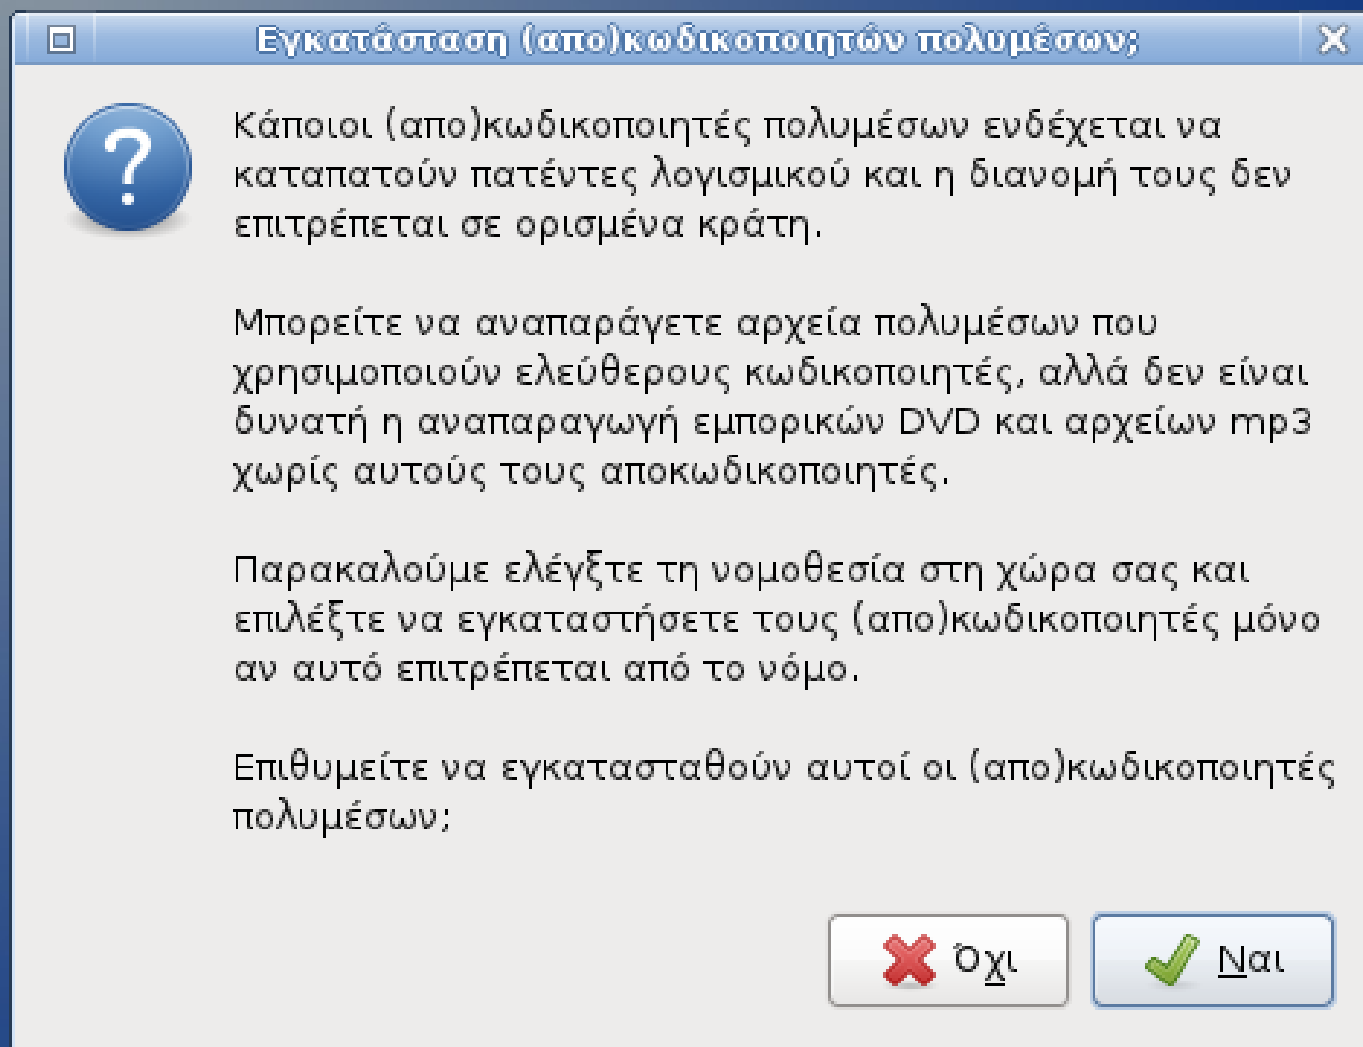 Εγκατάσταση (απο)κωδικοποιητών πολυμέσων;
Κάποιοι (απο)κωδικοποιητές πολυμέσων ενδέχεται να
καταπατούν πατέντες λογισμικού και η διανομή τους δεν
επιτρέπεται σε ορισμένα κράτη.
Μπορείτε να αναπαράγετε αρχεία πολυμέσων που
χρησιμοποιούν ελεύθερους κωδικοποιητές, αλλά δεν είναι
δυνατή η αναπαραγωγή εμπορικών DVD και αρχείων mp3
χωρίς αυτούς τους αποκωδικοποιητές.
Παρακαλούμε ελέγξτε τη νομοθεσία στη χώρα σας και
επιλέξτε να εγκαταστήσετε τους (απο)κωδικοποιητές μόνο
αν αυτό επιτρέπεται από το νόμο.
Επιθυμείτε να εγκατασταθούν αυτοί οι (απο)κωδικοποιητές
πολυμέσων;
Όχι
Ναι